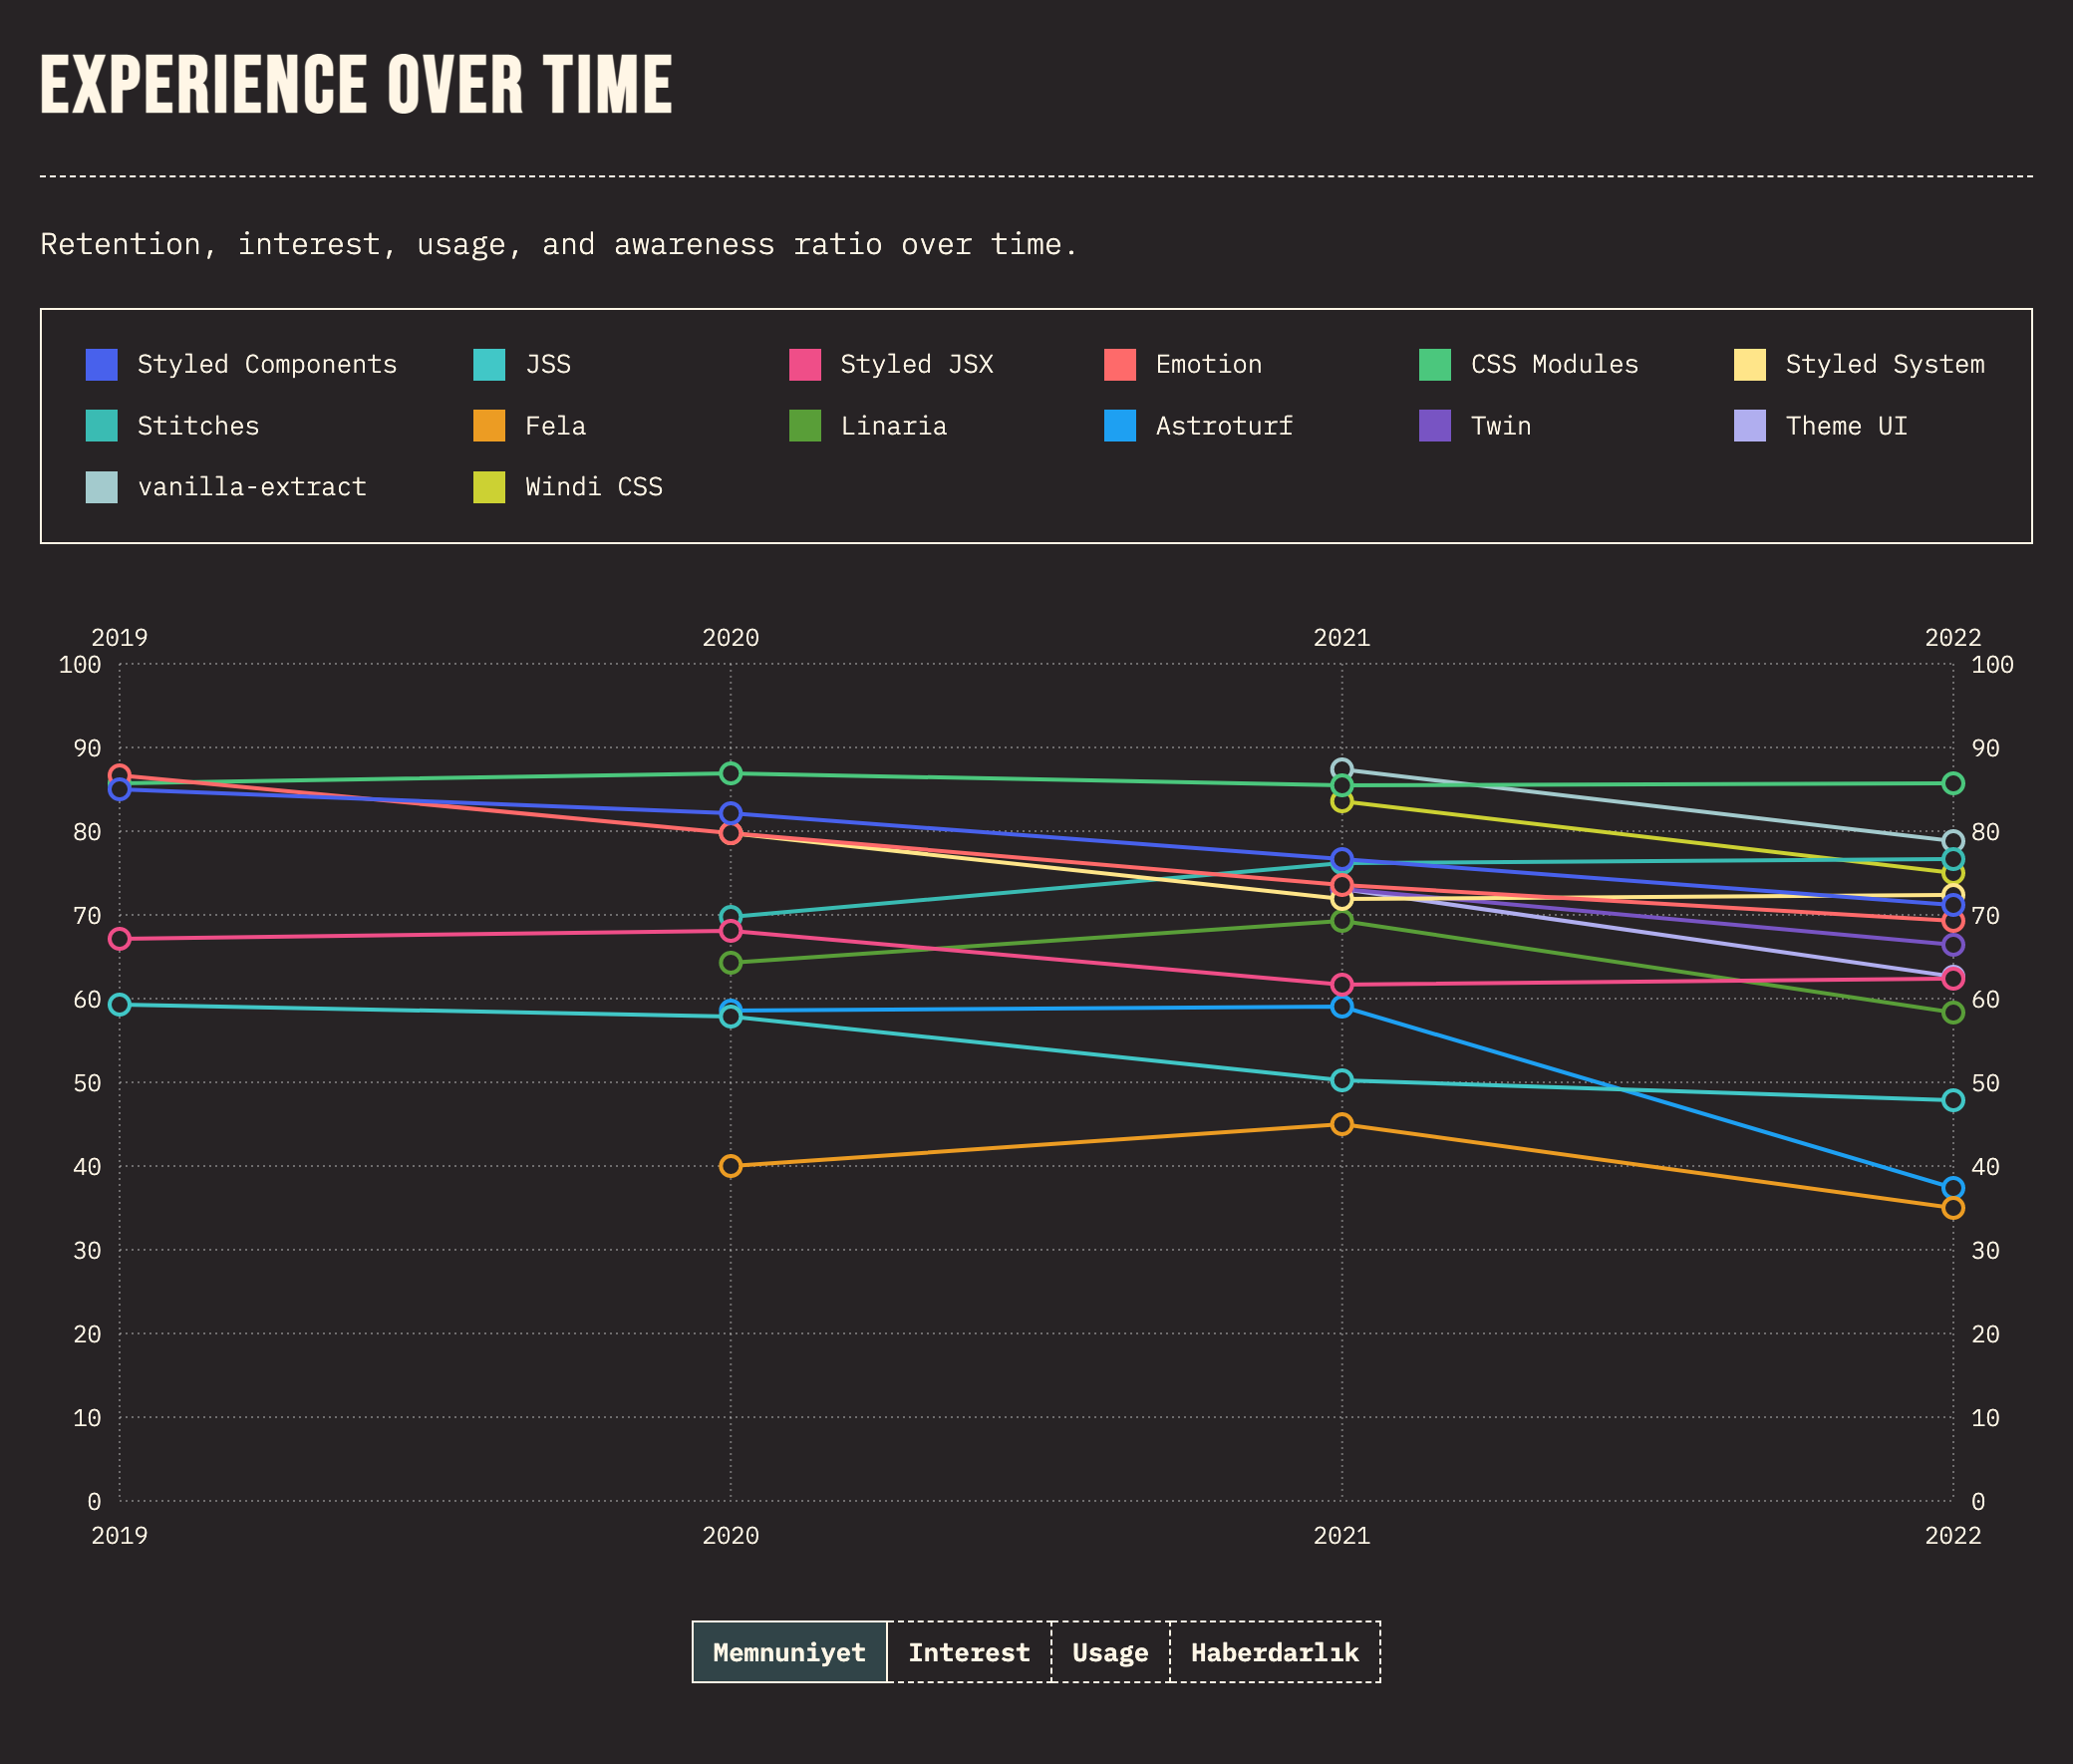 EXPERIENCE OVER TIME
Retention, interest, usage, and awareness ratio over time.
Styled Components JSS Styled JSX Emotion CSS Modules Styled System
Stitches Fela Linaria Astroturf Twin Theme UI
vanilla-extract Windi CSS
2019 2020 2021 2022
100 100
90 90
80 80
70 70
60 60
50 50
40 40
30 30
20 20
10 10
0 0
2019 2020 2021 2022
Memnuniyet Interest Usage Haberdarlık